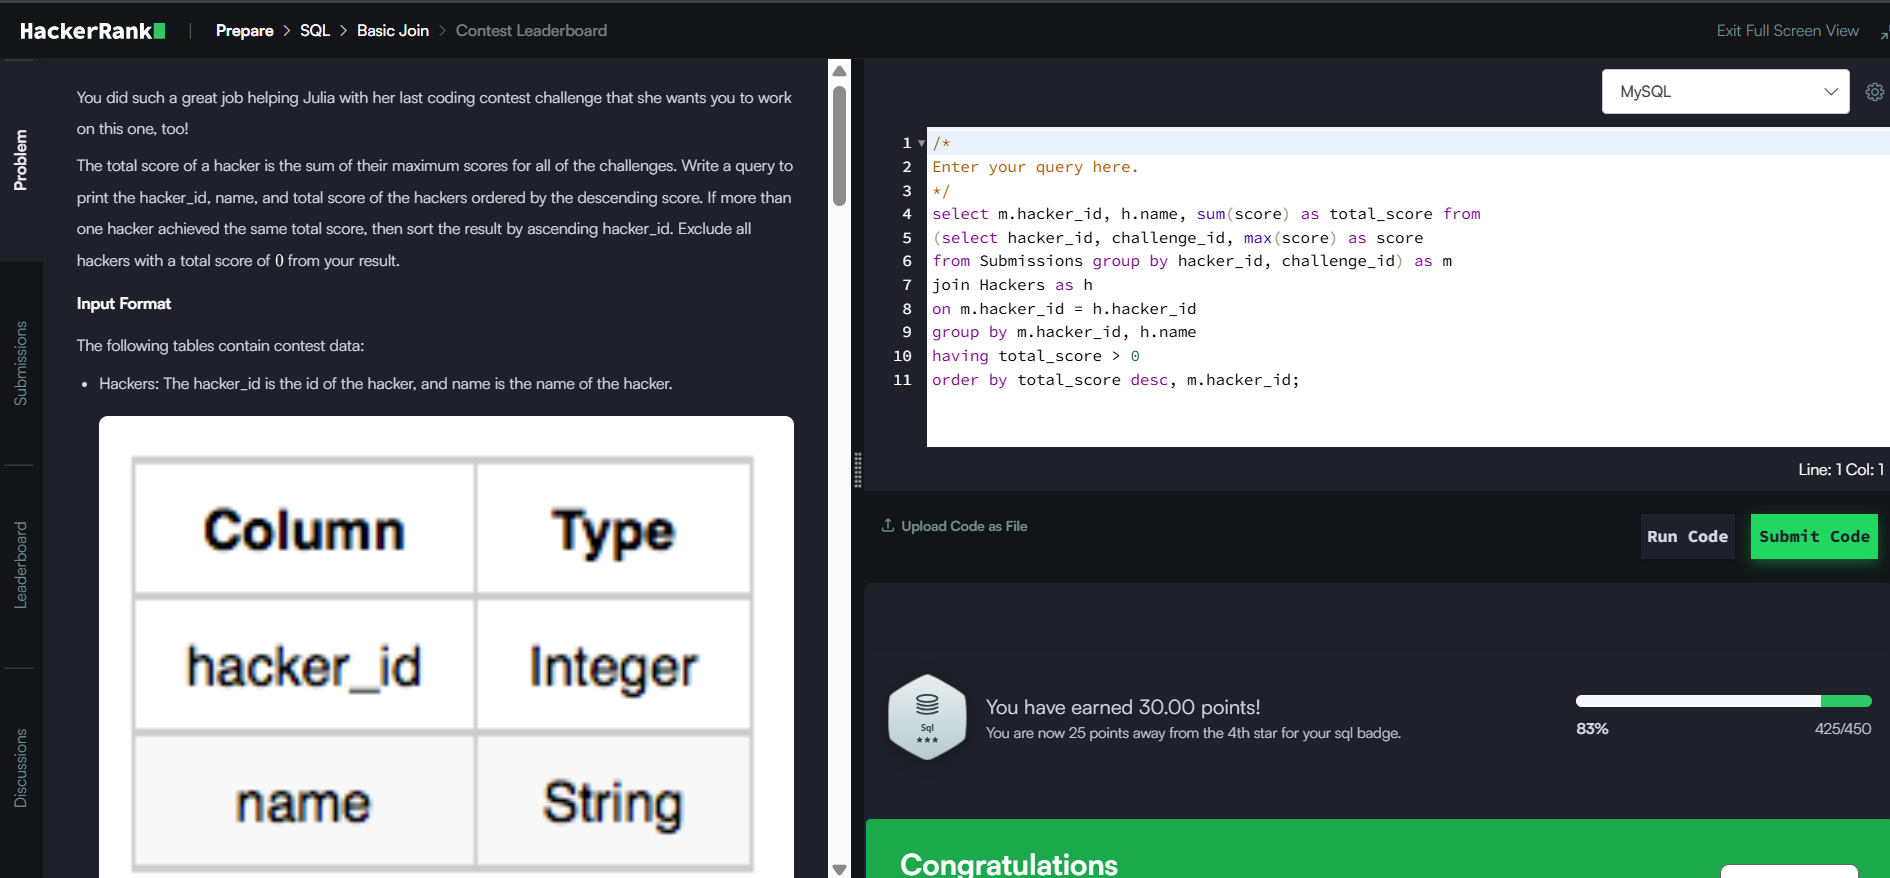 HackerRank
Prepare > SQL > Basic Join > Contest Leaderboard
Exit Full Screen View
Problem
Submissions
Leaderboard
Discussions
You did such a great job helping Julia with her last coding contest challenge that she wants you to work
on this one, too!
The total score of a hacker is the sum of their maximum scores for all of the challenges. Write a query to
print the hacker_id, name, and total score of the hackers ordered by the descending score. If more than
one hacker achieved the same total score, then sort the result by ascending hacker_id. Exclude all
hackers with a total score of 0 from your result.
Input Format
The following tables contain contest data:
• Hackers: The hacker_id is the id of the hacker, and name is the name of the hacker.
Column Type
hacker_id Integer
name String
MySQL
1 /*
2 Enter your query here.
3 */
4 select m.hacker_id, h.name, sum(score) as total_score from
5 (select hacker_id, challenge_id, max(score) as score
6 from Submissions group by hacker_id, challenge_id) as m
7 join Hackers as h
8 on m.hacker_id = h.hacker_id
9 group by m.hacker_id, h.name
10 having total_score > 0
11 order by total_score desc, m.hacker_id;
Line: 1 Col: 1
Upload Code as File
Run Code
Submit Code
Sql
You have earned 30.00 points!
You are now 25 points away from the 4th star for your sql badge.
83%
425/450
Congratulations